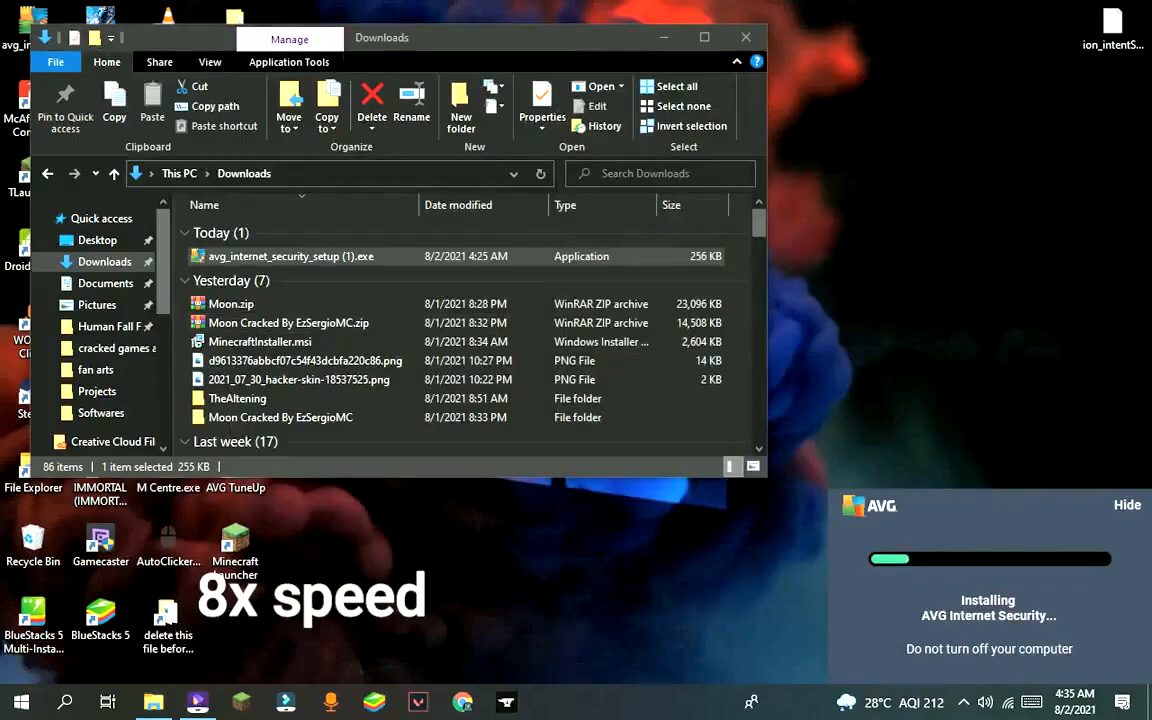 avg_in
Manage
Downloads
ion_intentS...
File
Home
Share
View
Application Tools
Pin to Quick
access
Copy
Paste
Cut
Copy path
Paste shortcut
Move
to
Copy
to
Delete
Rename
New
folder
Properties
Open
Edit
History
Select all
Select none
Invert selection
Clipboard
Organize
New
Open
Select
This PC
Downloads
Search Downloads
Name
Date modified
Type
Size
Quick access
Desktop
Downloads
Documents
Pictures
Human Fall F
cracked games a
fan arts
Projects
Softwares
Creative Cloud Fil
Today (1)
avg_internet_security_setup (1).exe 8/2/2021 4:25 AM Application 256 KB
Yesterday (7)
Moon.zip 8/1/2021 8:28 PM WinRAR ZIP archive 23,096 KB
Moon Cracked By EzSergioMC.zip 8/1/2021 8:32 PM WinRAR ZIP archive 14,508 KB
MinecraftInstaller.msi 8/1/2021 8:34 AM Windows Installer ... 2,604 KB
d9613376abbcf07c54f43dcbfa220c86.png 8/1/2021 10:27 PM PNG File 14 KB
2021_07_30_hacker-skin-18537525.png 8/1/2021 10:22 PM PNG File 2 KB
TheAltening 8/1/2021 8:51 AM File folder
Moon Cracked By EzSergioMC 8/1/2021 8:33 PM File folder
Last week (17)
86 items
1 item selected 255 KB
McAf
Con
TLau
Droid
WO
Cli
Ste
File Explorer
IMMORTAL
(IMMORT...
M Centre.exe
AVG TuneUp
Recycle Bin
Gamecaster
AutoClicker...
Minecraft
Launcher
BlueStacks 5
Multi-Insta...
BlueStacks 5
delete this
file befor...
8x speed
AVG
Hide
Installing
AVG Internet Security...
Do not turn off your computer
28°C AQI 212
4:35 AM
8/2/2021